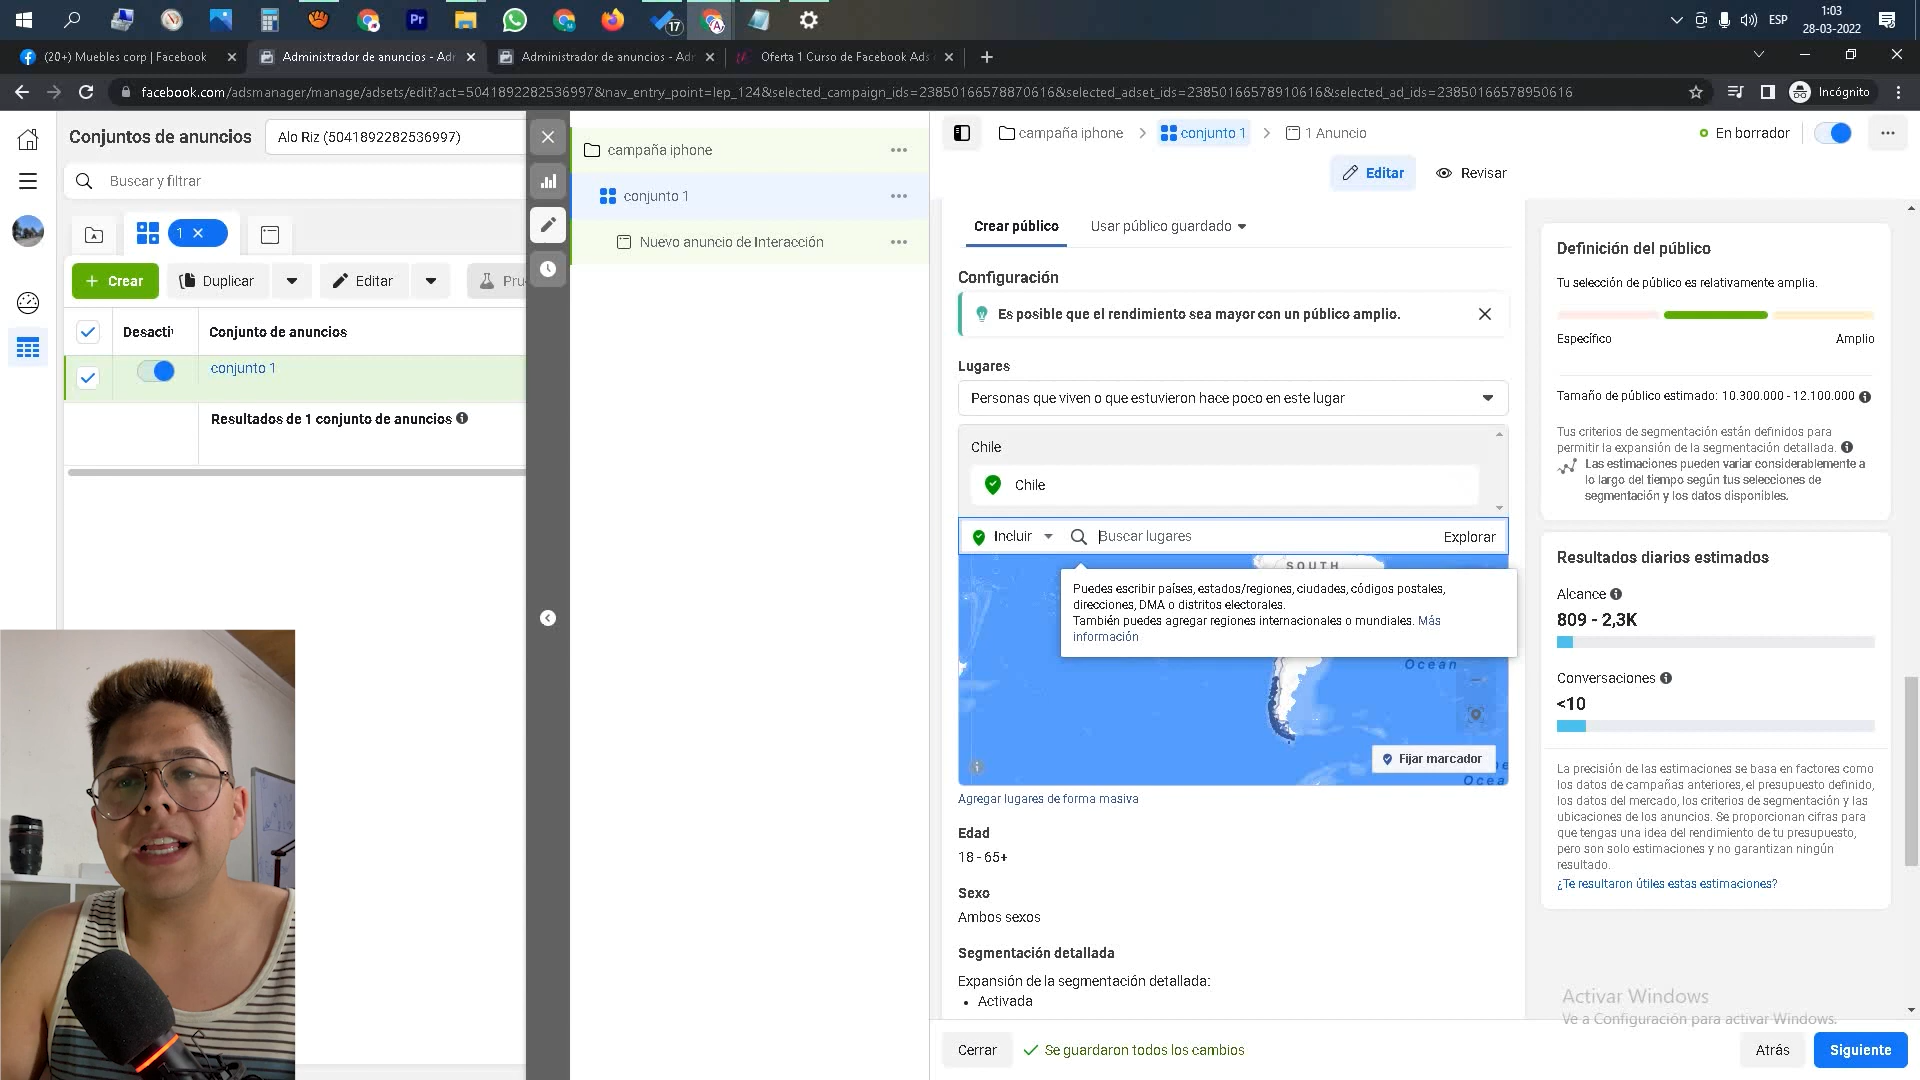 17
ESP
1:03
28-03-2022
(20+) Muebles corp | Facebook
Administrador de anuncios - Adm
Administrador de anuncios - Adm
Oferta 1 Curso de Facebook Ads
facebook.com/adsmanager/manage/adsets/edit?act=5041892282536997&nav_entry_point=lep_124&selected_campaign_ids=23850166578870616&selected_adset_ids=23850166578910616&selected_ad_ids=23850166578950616
Incógnito
Conjuntos de anuncios
Alo Riz (5041892282536997)
Buscar y filtrar
1
Crear
Duplicar
Editar
Pru
Desacti
Conjunto de anuncios
conjunto 1
Resultados de 1 conjunto de anuncios
campaña iphone
conjunto 1
Nuevo anuncio de Interacción
campaña iphone
conjunto 1
1 Anuncio
En borrador
Editar
Revisar
Crear público
Usar público guardado
Configuración
Es posible que el rendimiento sea mayor con un público amplio.
Lugares
Personas que viven o que estuvieron hace poco en este lugar
Chile
Chile
Incluir
Buscar lugares
Explorar
SOUTH
Puedes escribir países, estados/regiones, ciudades, códigos postales,
direcciones, DMA o distritos electorales.
También puedes agregar regiones internacionales o mundiales. Más
información
Ocean
Fijar marcador
Ocea
Agregar lugares de forma masiva
Edad
18 - 65+
Sexo
Ambos sexos
Segmentación detallada
Expansión de la segmentación detallada:
• Activada
Cerrar
Se guardaron todos los cambios
Atrás
Siguiente
Definición del público
Tu selección de público es relativamente amplia.
Específico
Amplio
Tamaño de público estimado: 10.300.000 - 12.100.000
Tus criterios de segmentación están definidos para
permitir la expansión de la segmentación detallada.
Las estimaciones pueden variar considerablemente a
lo largo del tiempo según tus selecciones de
segmentación y los datos disponibles.
Resultados diarios estimados
Alcance
809 - 2,3K
Conversaciones
<10
La precisión de las estimaciones se basa en factores como
los datos de campañas anteriores, el presupuesto definido,
los datos del mercado, los criterios de segmentación y las
ubicaciones de los anuncios. Se proporcionan cifras para
que tengas una idea del rendimiento de tu presupuesto,
pero son solo estimaciones y no garantizan ningún
resultado.
¿Te resultaron útiles estas estimaciones?
Activar Windows
Ve a Configuración para activar Windows.